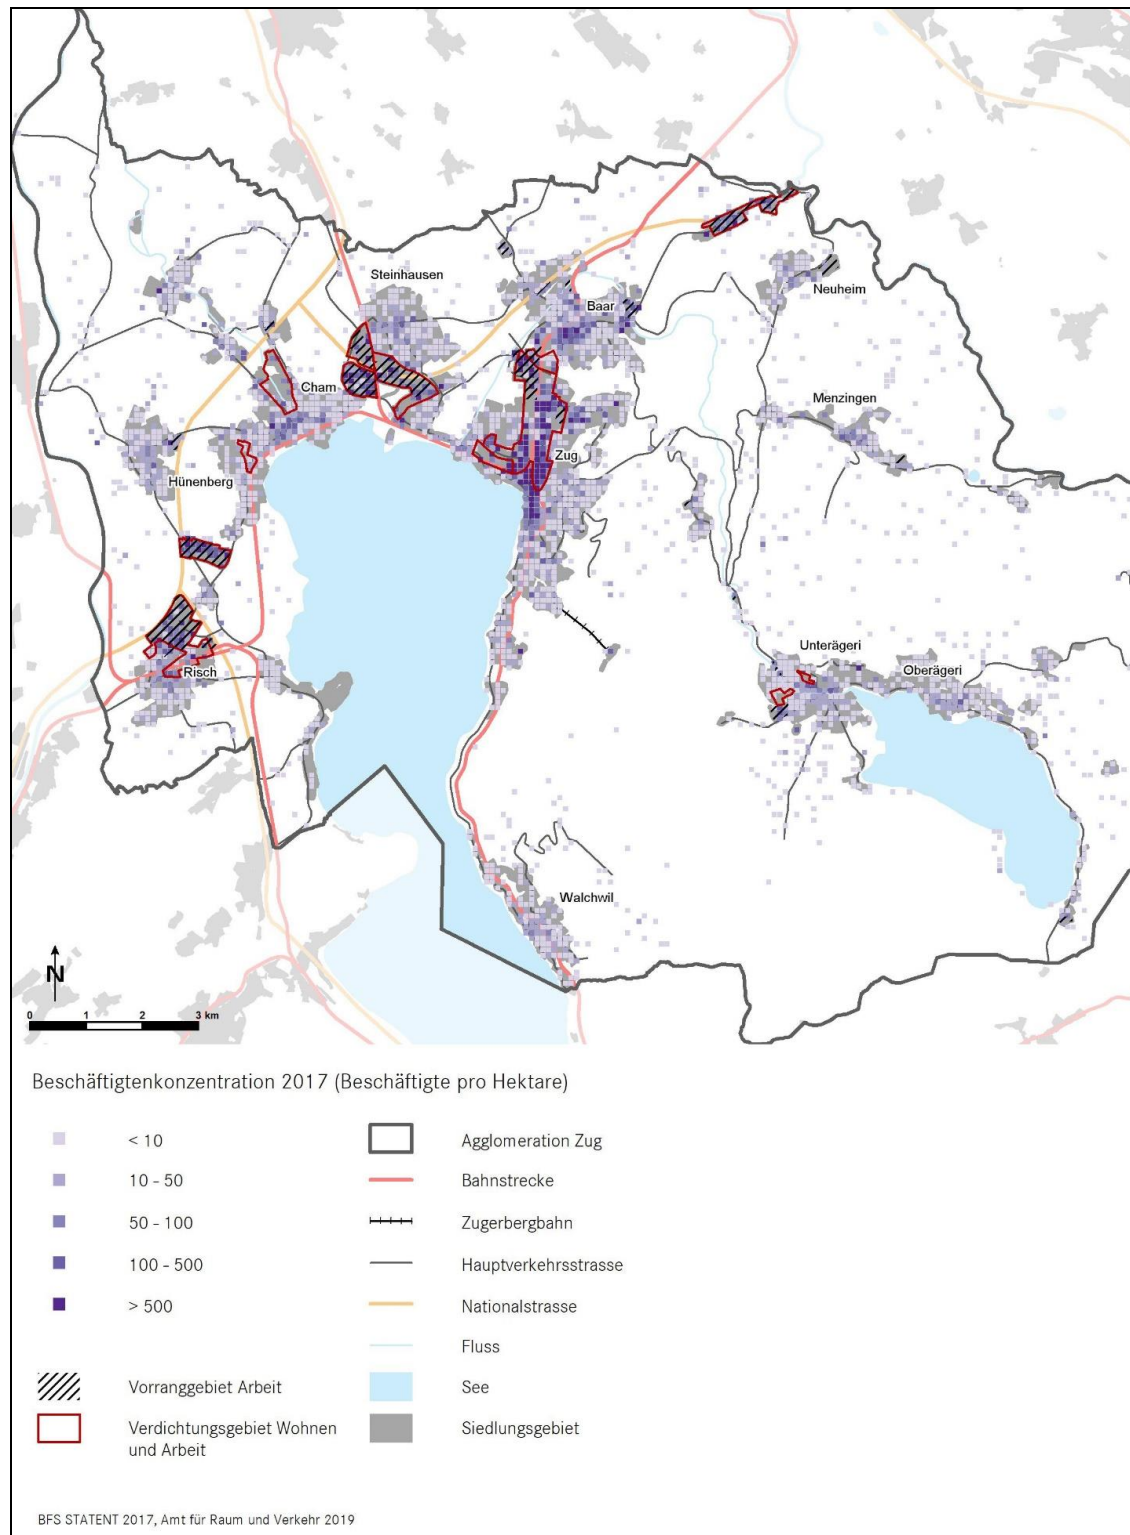 Steinhausen
Baar
Neuheim
Cham
Menzingen
Zug
Hünenberg
Unterägeri
Oberägeri
Risch
Walchwil
N
0 1 2 3 km
Beschäftigtenkonzentration 2017 (Beschäftigte pro Hektare)
< 10
10 - 50
50 - 100
100 - 500
> 500
Vorranggebiet Arbeit
Verdichtungsgebiet Wohnen
und Arbeit
Agglomeration Zug
Bahnstrecke
Zugerbergbahn
Hauptverkehrsstrasse
Nationalstrasse
Fluss
See
Siedlungsgebiet
BFS STATENT 2017, Amt für Raum und Verkehr 2019